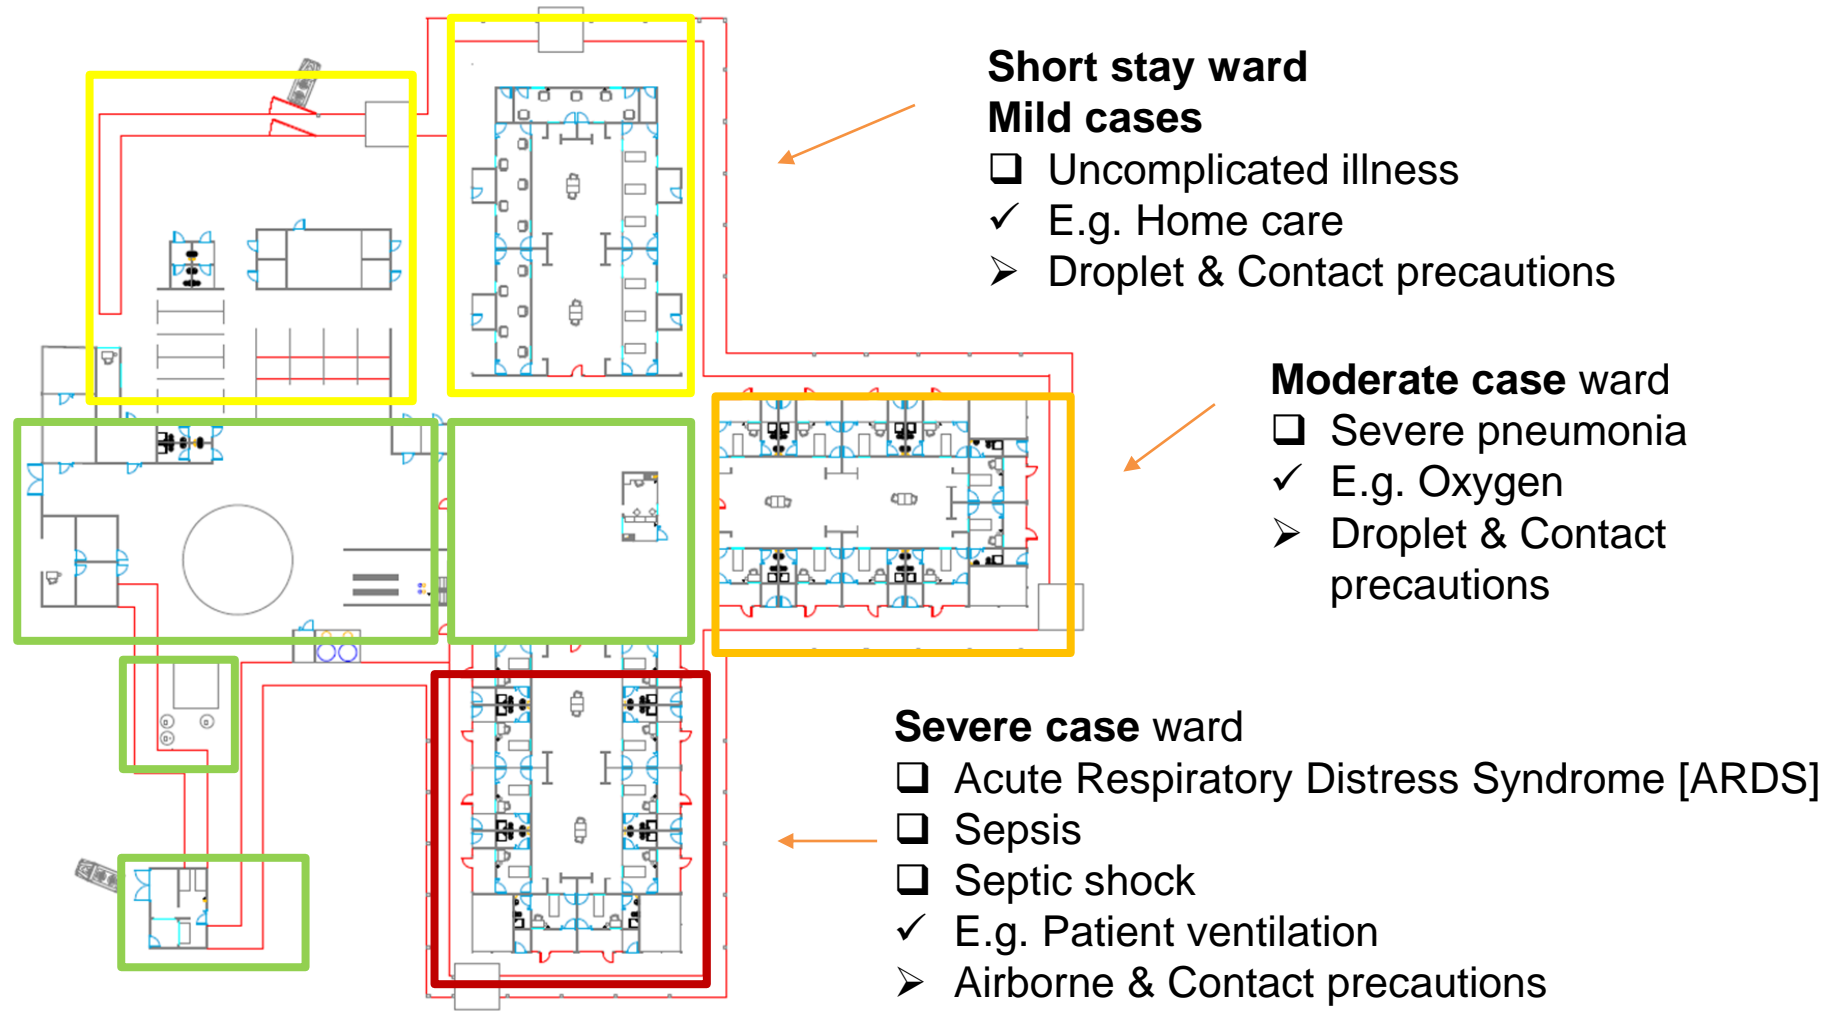 Short stay ward
Mild cases
❑ Uncomplicated illness
✓ E.g. Home care
➢ Droplet & Contact precautions
Moderate case ward
❑ Severe pneumonia
✓ E.g. Oxygen
➢ Droplet & Contact
precautions
Severe case ward
❑ Acute Respiratory Distress Syndrome [ARDS]
❑ Sepsis
❑ Septic shock
✓ E.g. Patient ventilation
➢ Airborne & Contact precautions